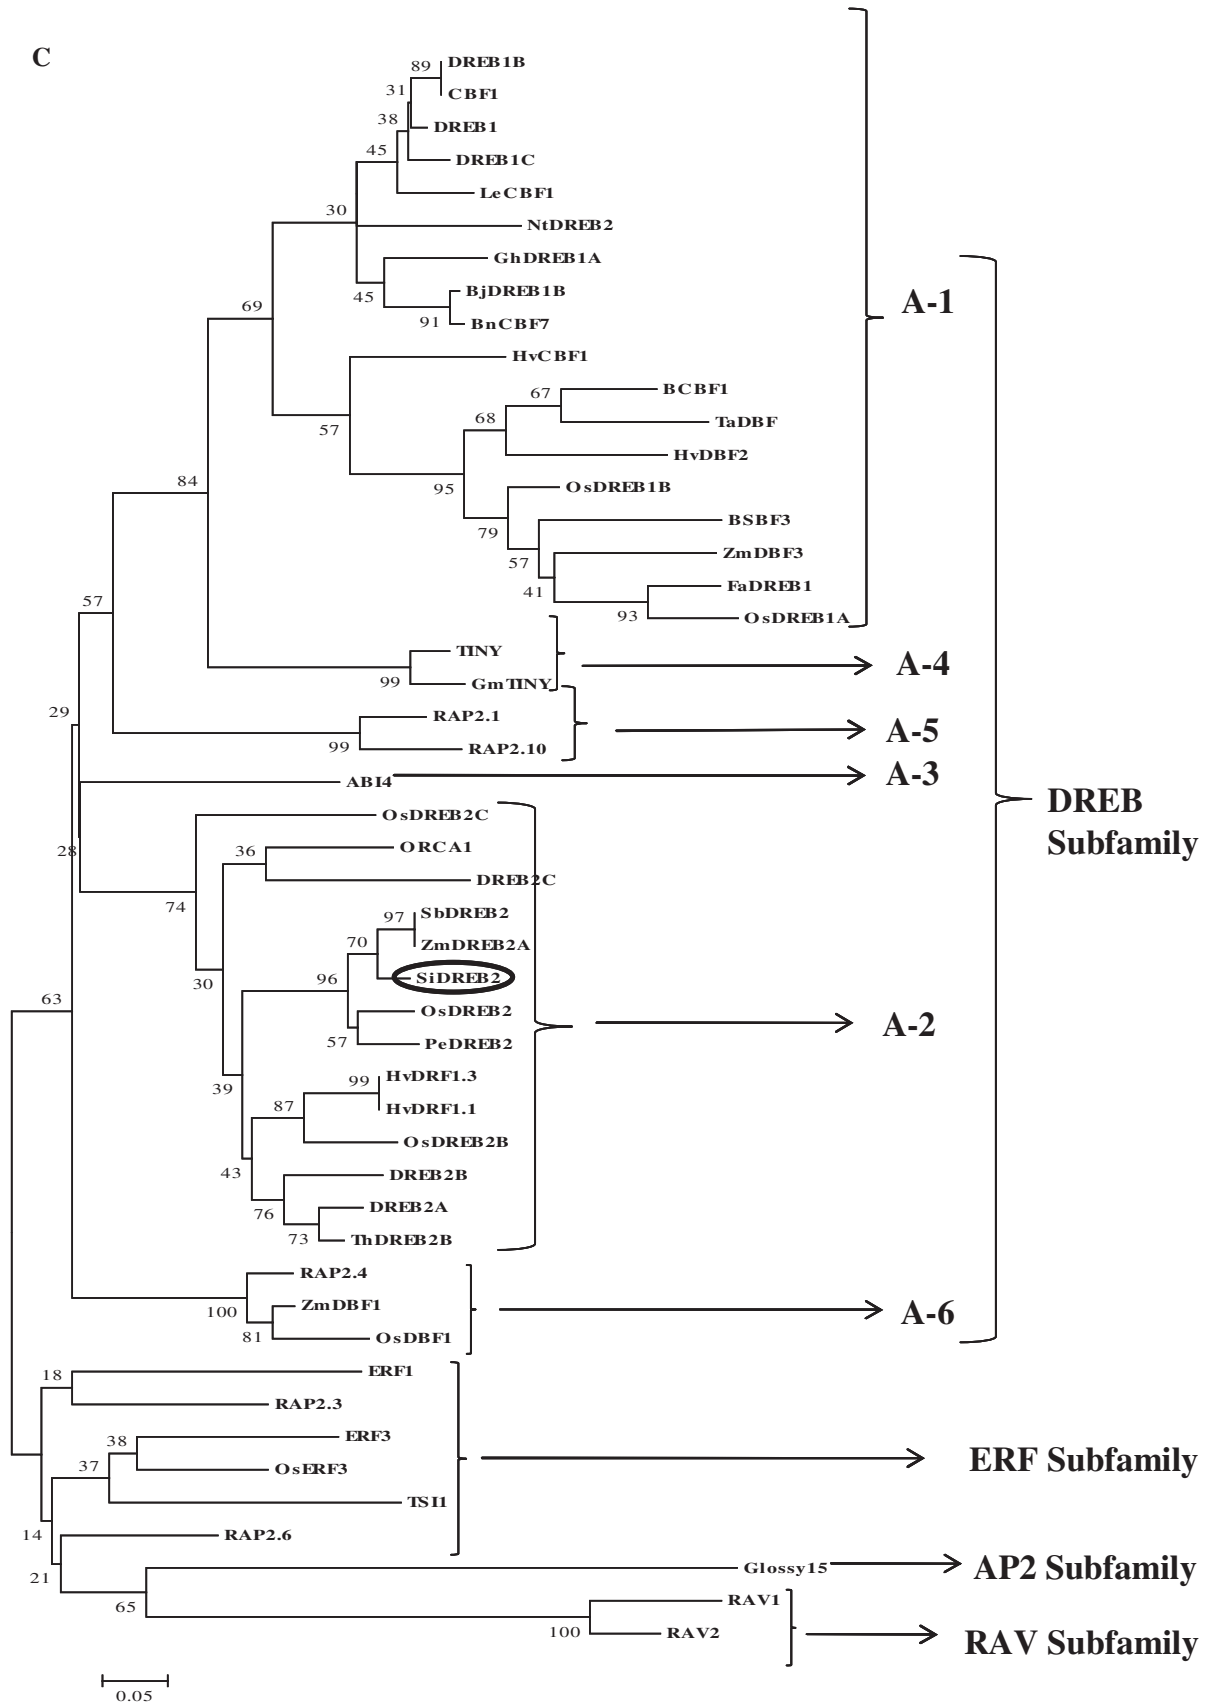 C
89
DREB1B
CBF1
31
DREB1
38
DREB1C
45
LeCBF1
30
NtDREB2
GhDREB1A
45
BjDREB1B
91
BnCBF7
A-1
69
HvCBF1
57
BCBF1
67
TaDBF
68
HvDBF2
95
OsDREB1B
79
BSBF3
57
ZmDBF3
41
FaDREB1
93
OsDREB1A
84
TINY
99
GmTINY
A-4
57
RAP2.1
99
RAP2.10
A-5
29
ABI4
A-3
DREB
Subfamily
28
OsDREB2C
74
36
ORCA1
DREB2C
30
97
SbDREB2
ZmDREB2A
70
SiDREB2
96
OsDREB2
57
PeDREB2
A-2
63
39
99
HvDRF1.3
HvDRF1.1
87
OsDREB2B
43
DREB2B
76
DREB2A
73
ThDREB2B
RAP2.4
100
ZmDBF1
81
OsDBF1
A-6
18
ERF1
RAP2.3
38
ERF3
37
OsERF3
TSI1
ERF Subfamily
14
RAP2.6
21
Glossy15
AP2 Subfamily
65
RAV1
100
RAV2
RAV Subfamily
0.05